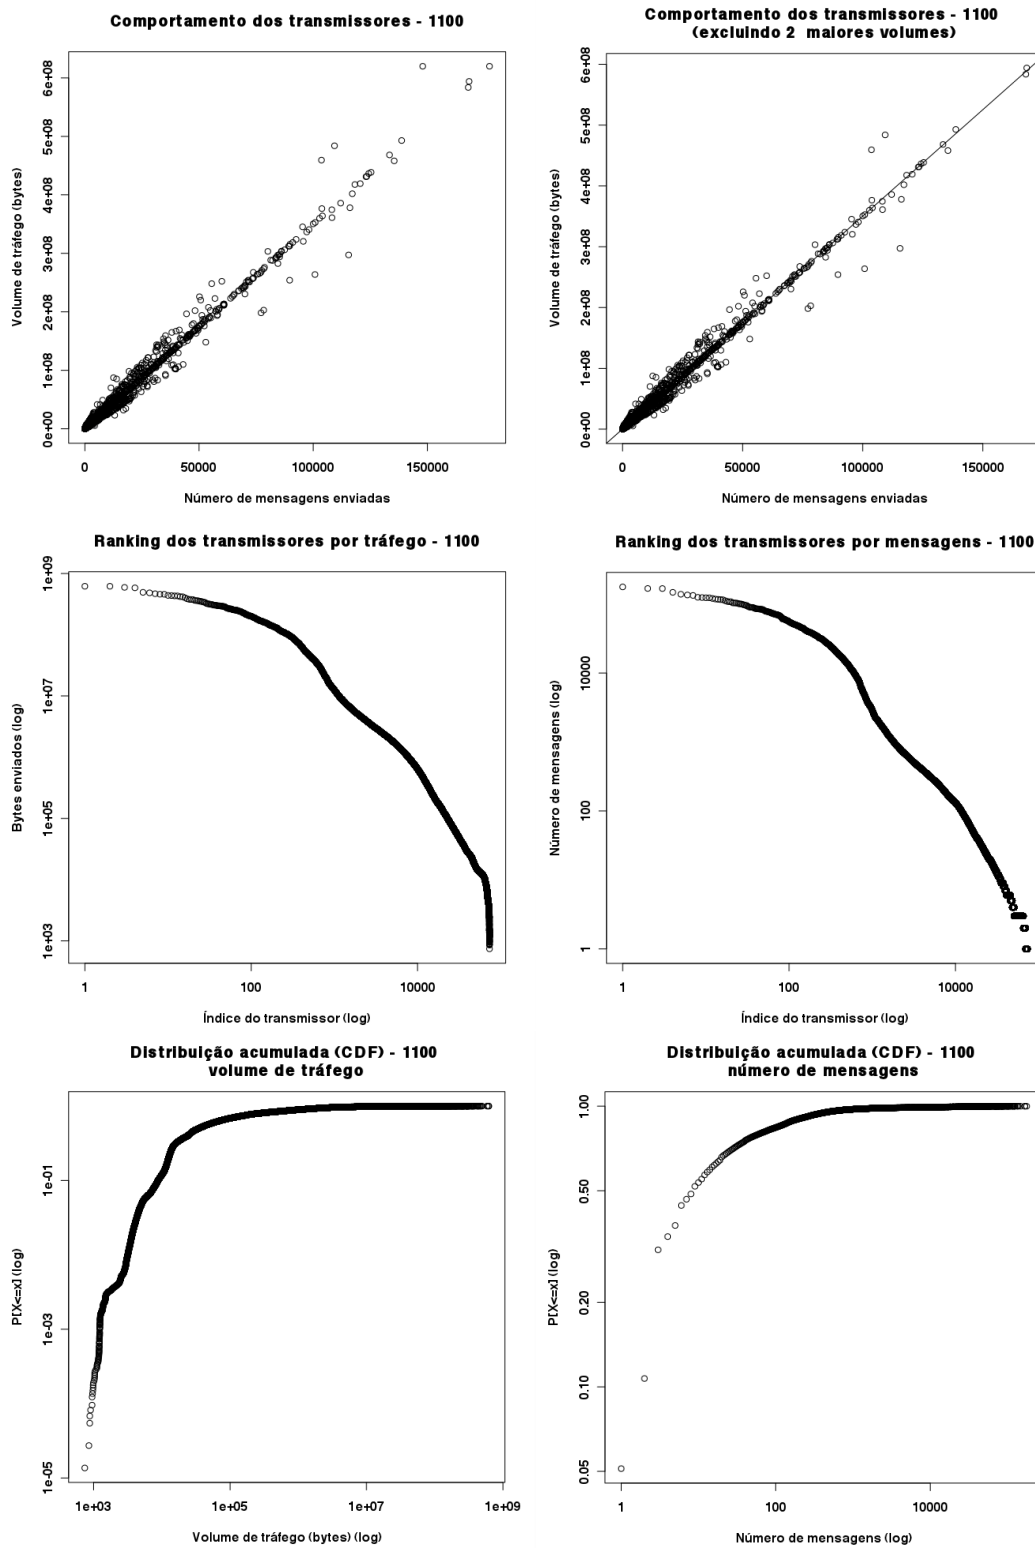 Comportamento dos transmissores - 1100
Volume de tráfego (bytes)
0e+00 1e+08 2e+08 3e+08 4e+08 5e+08 6e+08
0 50000 100000 150000
Número de mensagens enviadas
Comportamento dos transmissores - 1100
(excluindo 2 maiores volumes)
Volume de tráfego (bytes)
0e+00 1e+08 2e+08 3e+08 4e+08 5e+08 6e+08
0 50000 100000 150000
Número de mensagens enviadas
Ranking dos transmissores por tráfego - 1100
Bytes enviados (log)
1e+03 1e+05 1e+07 1e+09
1 100 10000
Índice do transmissor (log)
Ranking dos transmissores por mensagens - 1100
Número de mensagens (log)
1 100 10000
1 100 10000
Índice do transmissor (log)
Distribuição acumulada (CDF) - 1100
volume de tráfego
P[X<=x] (log)
1e-05 1e-03 1e-01
1e+03 1e+05 1e+07 1e+09
Volume de tráfego (bytes) (log)
Distribuição acumulada (CDF) - 1100
número de mensagens
P[X<=x] (log)
0.05 0.10 0.20 0.50 1.00
1 100 10000
Número de mensagens (log)